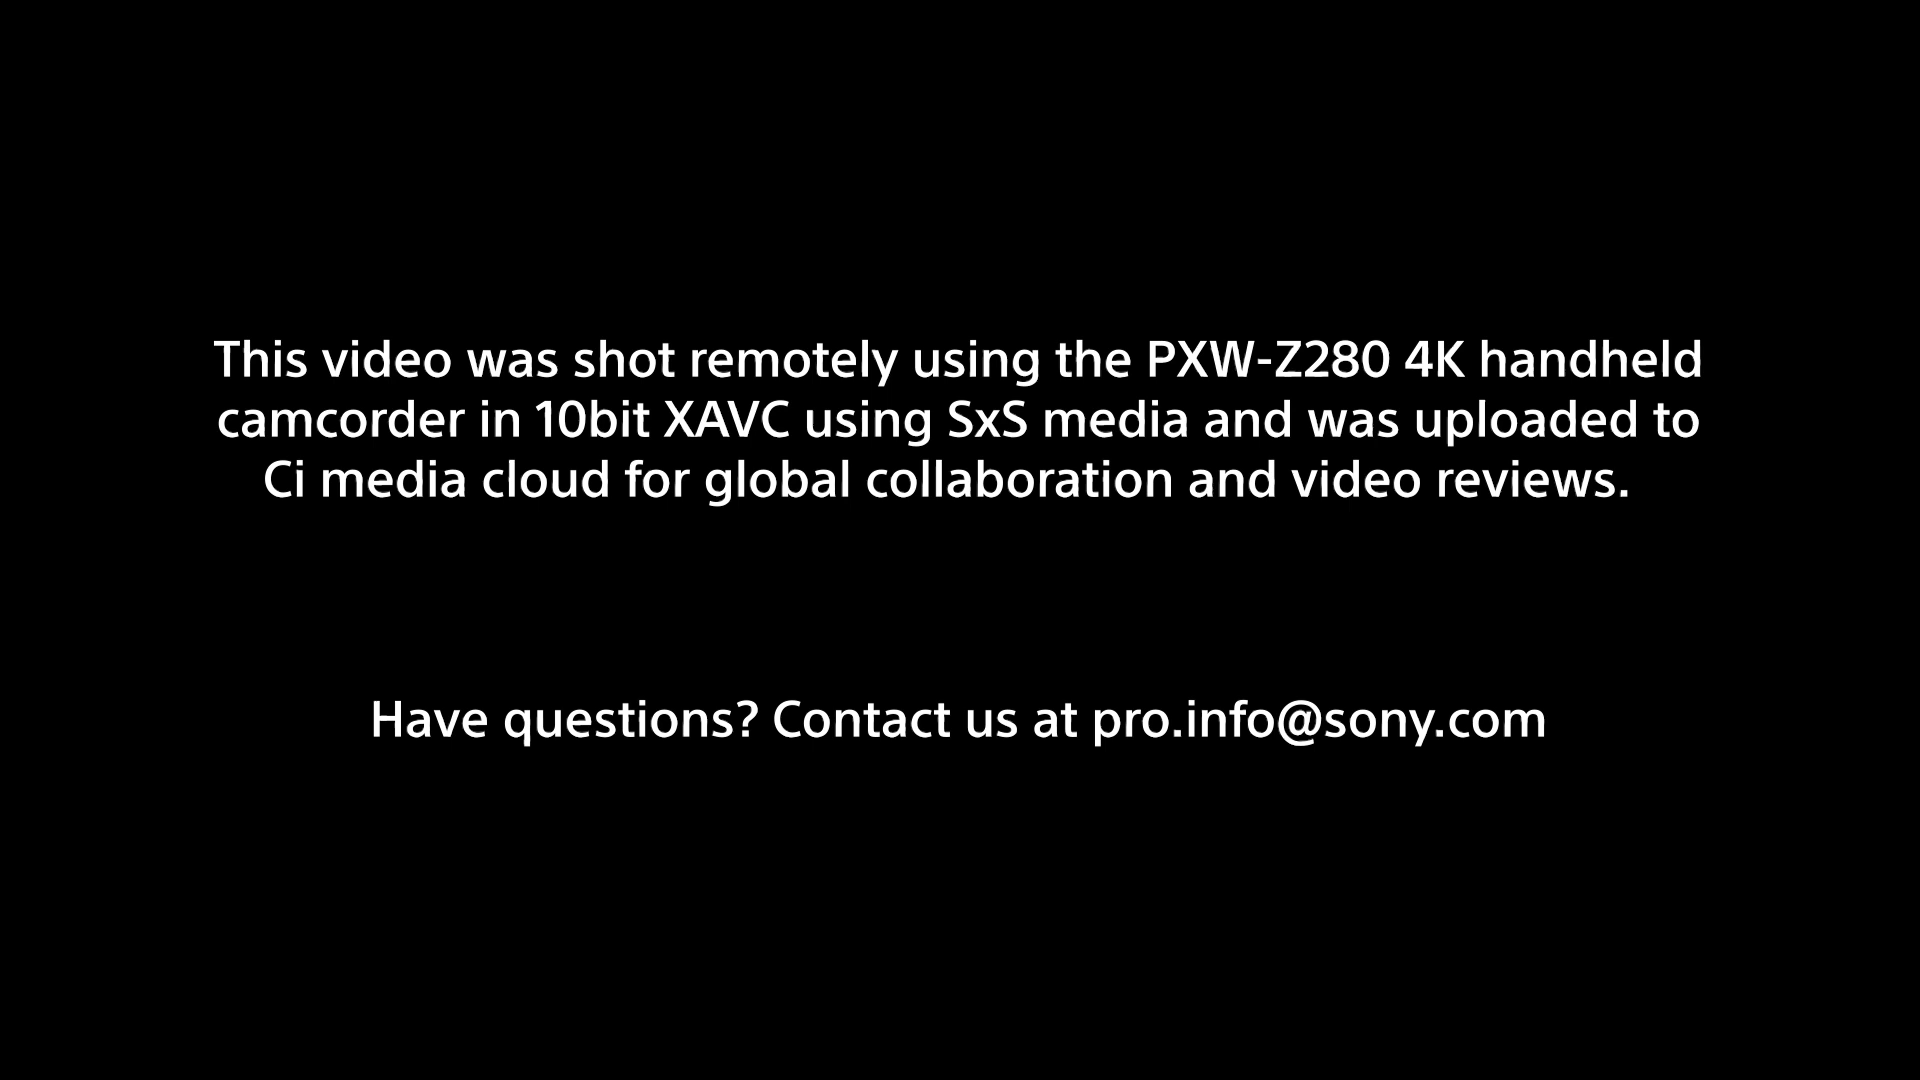 This video was shot remotely using the PXW-Z280 4K handheld
camcorder in 10bit XAVC using SxS media and was uploaded to
Ci media cloud for global collaboration and video reviews.
Have questions? Contact us at pro.info@sony.com